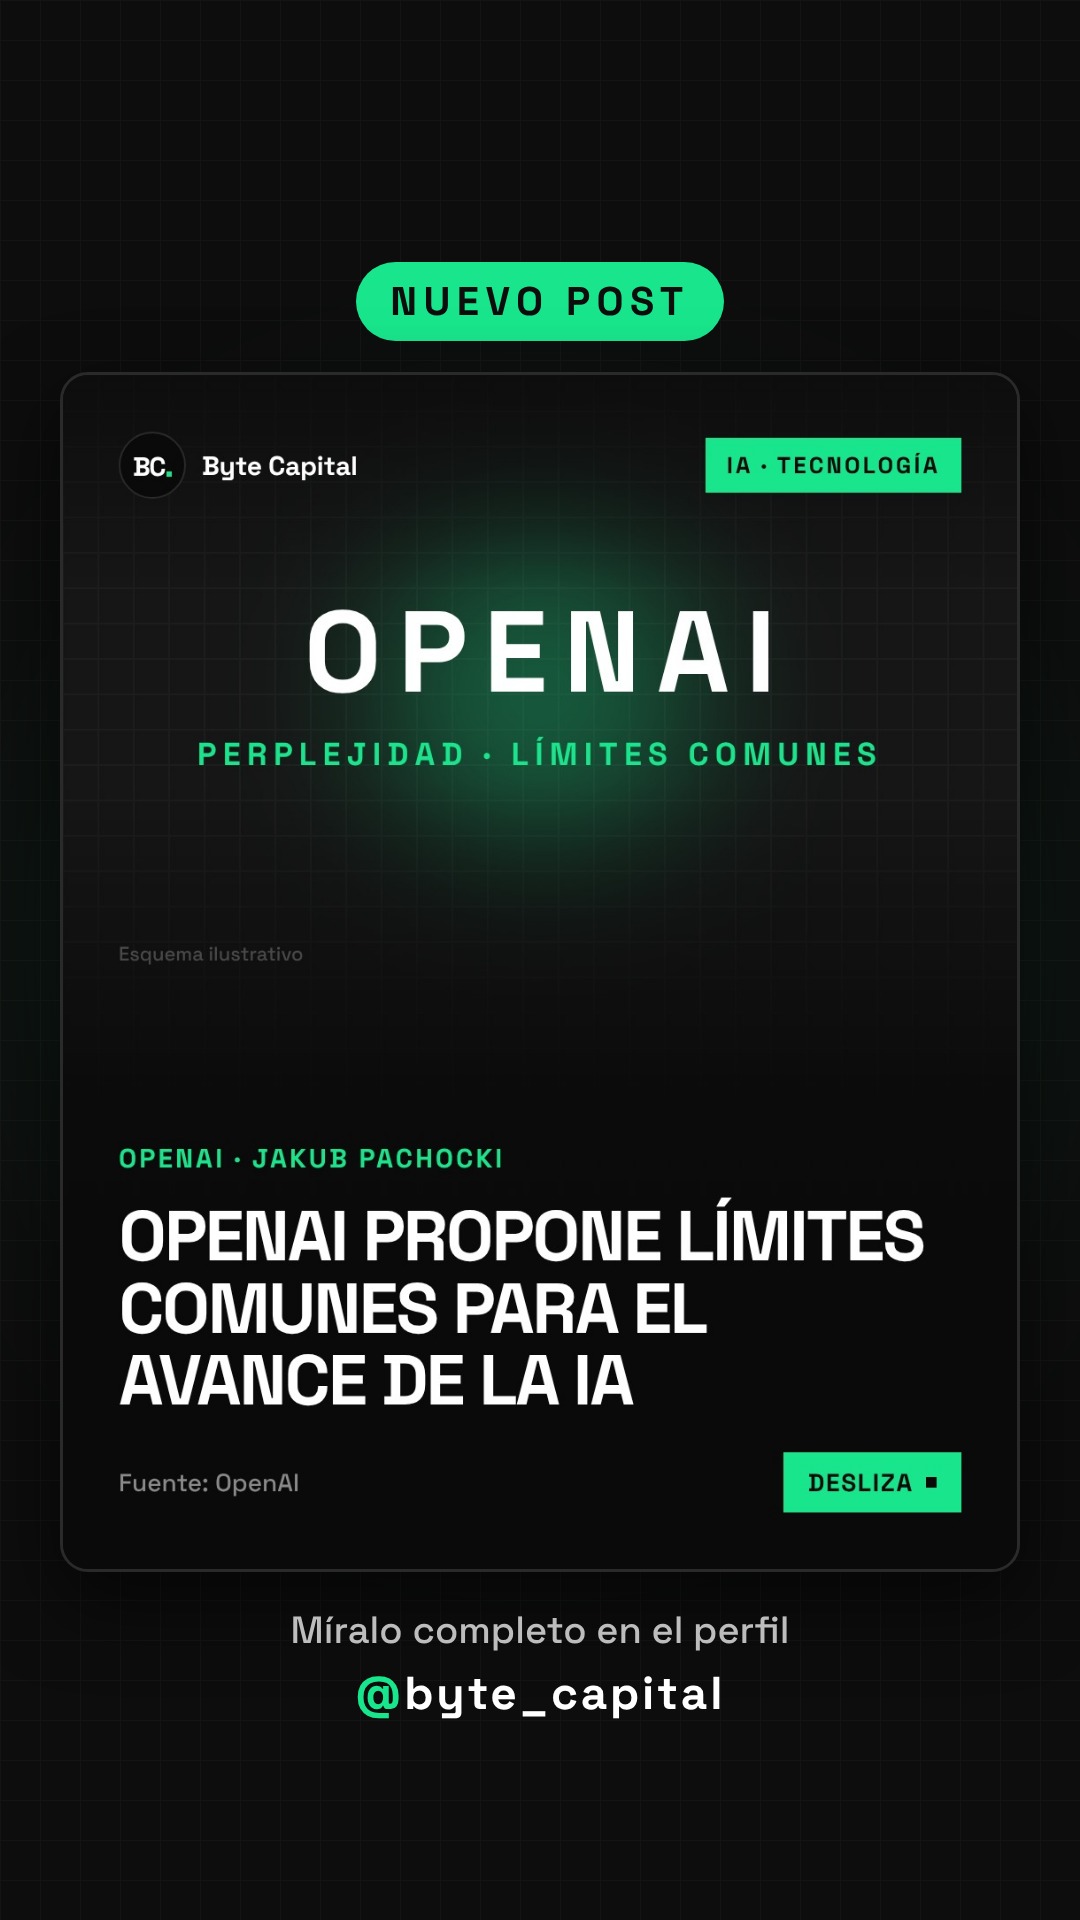 NUEVO POST
BC.
Byte Capital
IA · TECNOLOGÍA
OPENAI
PERPLEJIDAD · LÍMITES COMUNES
Esquema ilustrativo
OPENAI · JAKUB PACHOCKI
OPENAI PROPONE LÍMITES
COMUNES PARA EL
AVANCE DE LA IA
Fuente: OpenAI
DESLIZA
Míralo completo en el perfil
@byte_capital